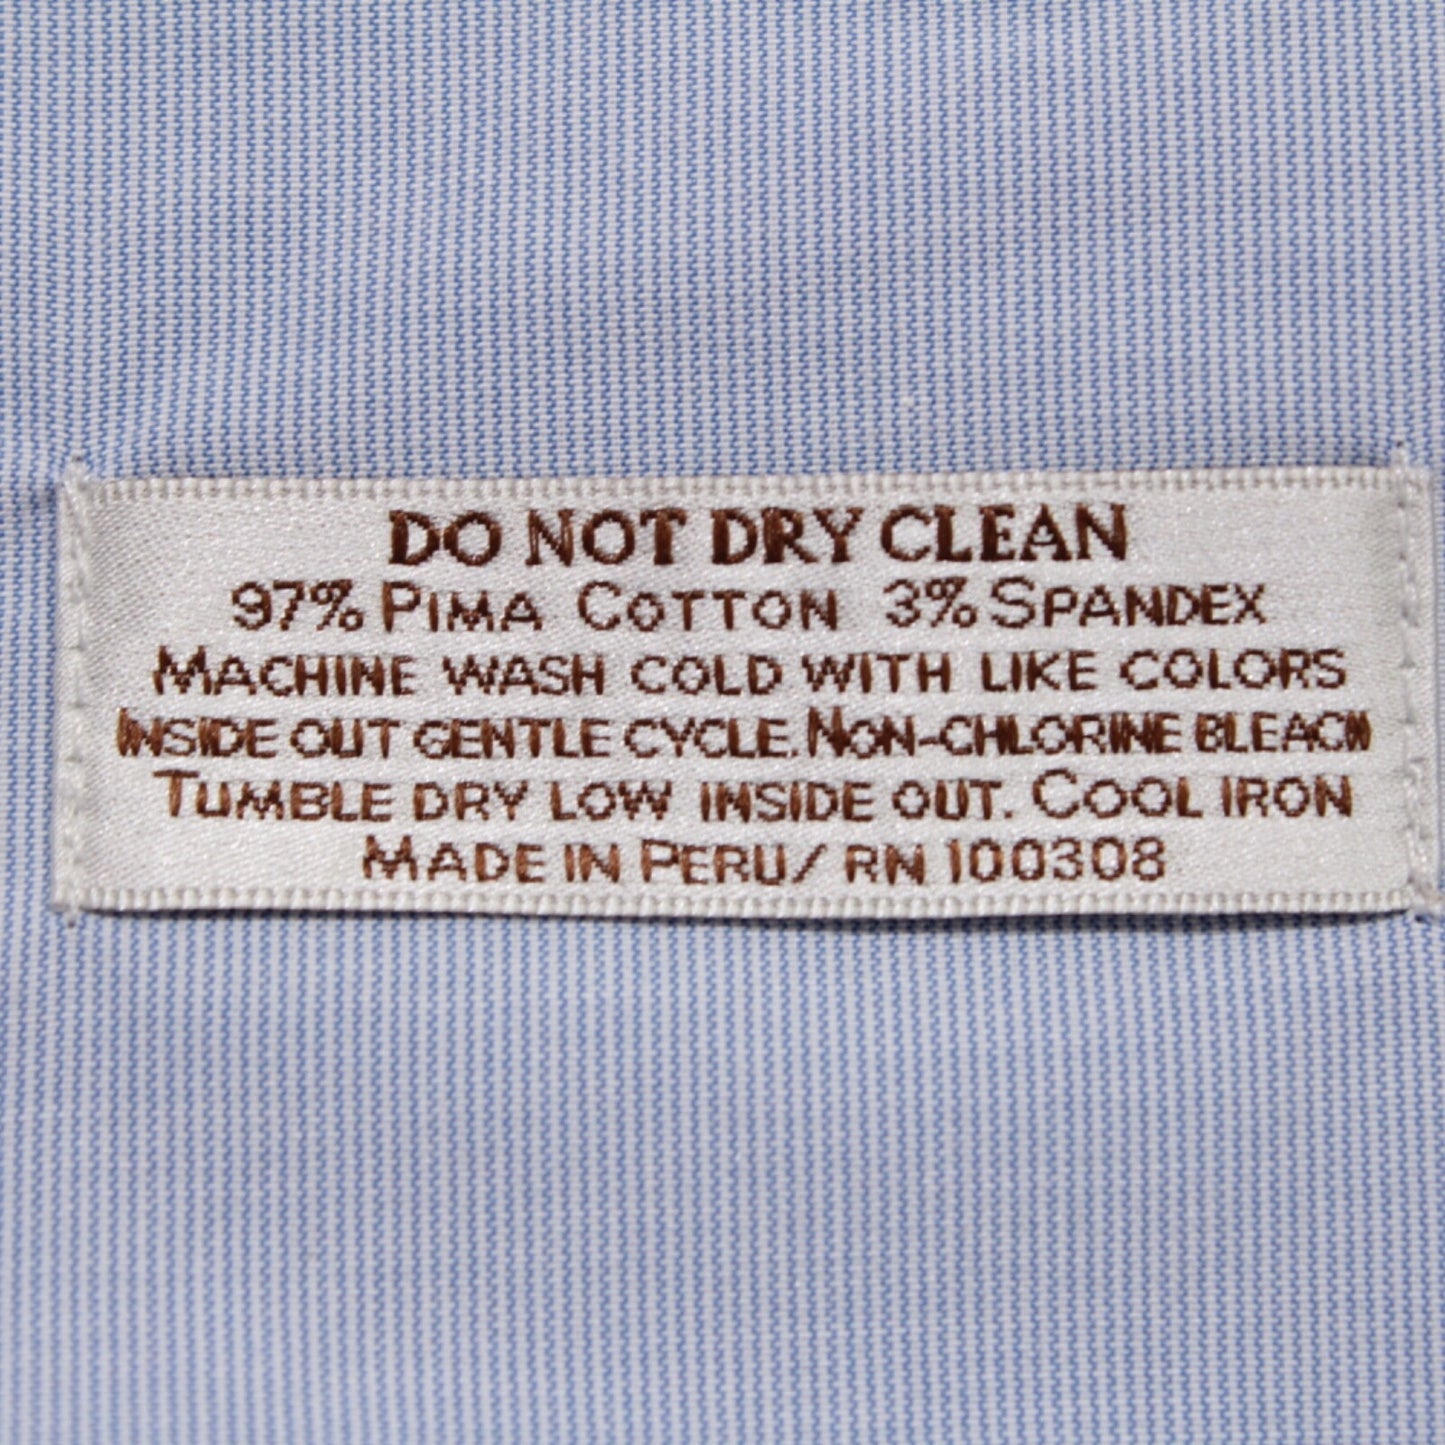 DO NOT DRY CLEAN
97% PIMA COTTON 3% SPANDEX
MACHINE WASH COLD WITH LIKE COLORS
INSIDE OUT GENTLE CYCLE. NON-CHLORINE BLEACH
TUMBLE DRY LOW INSIDE OUT. COOL IRON
MADE IN PERU/ RN 100308